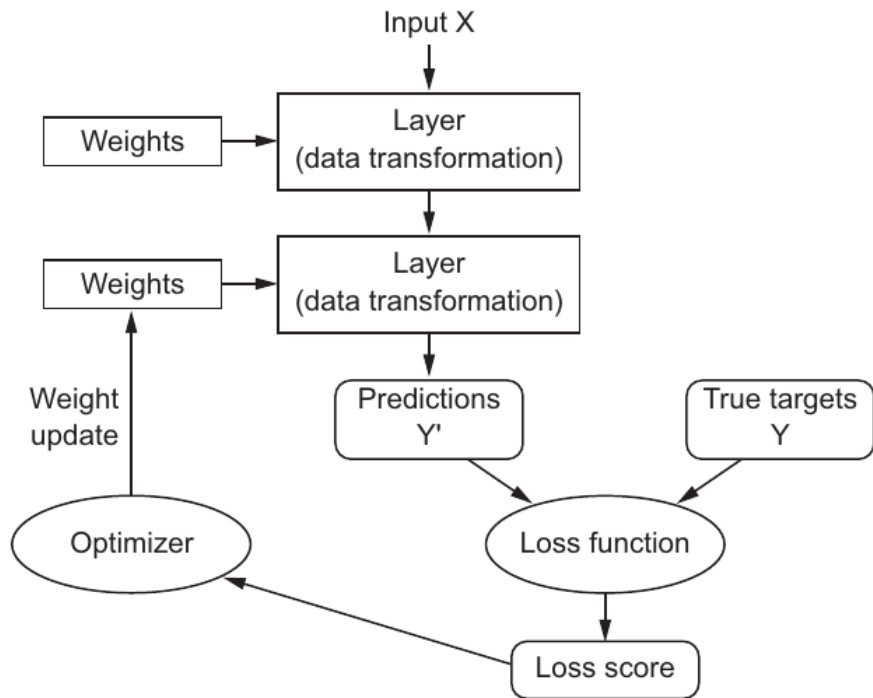 Input X
Weights
Layer
(data transformation)
Weights
Layer
(data transformation)
Weight
update
Predictions
Y'
True targets
Y
Optimizer
Loss function
Loss score